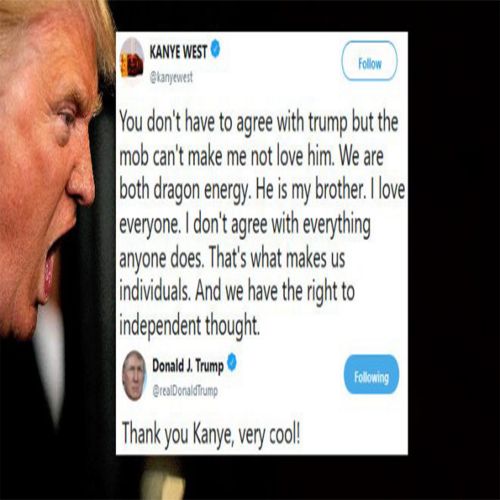 KANYE WEST
@kanyewest
Follow
You don't have to agree with trump but the
mob can't make me not love him. We are
both dragon energy. He is my brother. I love
everyone. I don't agree with everything
anyone does. That's what makes us
individuals. And we have the right to
independent thought.
Donald J. Trump
@realDonaldTrump
Following
Thank you Kanye, very cool!